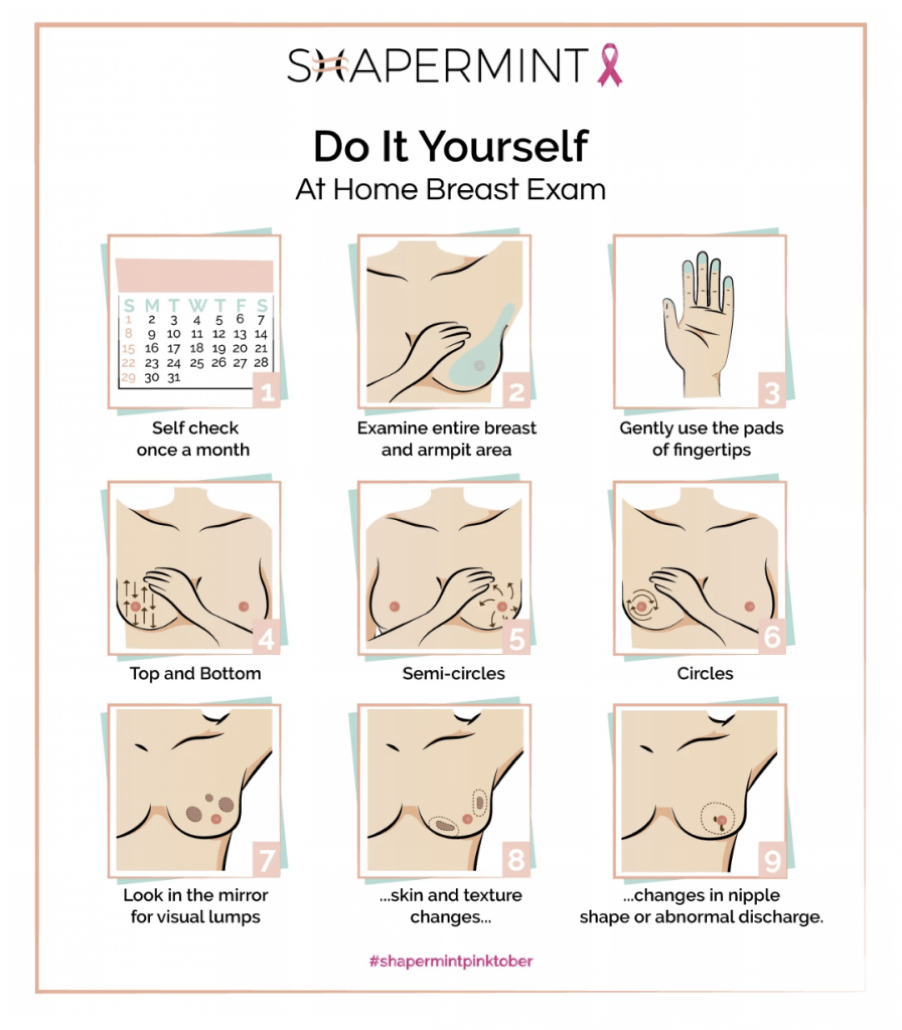 SHAPERMINT
Do It Yourself
At Home Breast Exam
S M T W T F S
1 2 3 4 5 6 7
8 9 10 11 12 13 14
15 16 17 18 19 20 21
22 23 24 25 26 27 28
29 30 31
1
Self check
once a month
2
Examine entire breast
and armpit area
3
Gently use the pads
of fingertips
4
Top and Bottom
5
Semi-circles
6
Circles
7
Look in the mirror
for visual lumps
8
...skin and texture
changes...
9
...changes in nipple
shape or abnormal discharge.
#shapermintpinktober